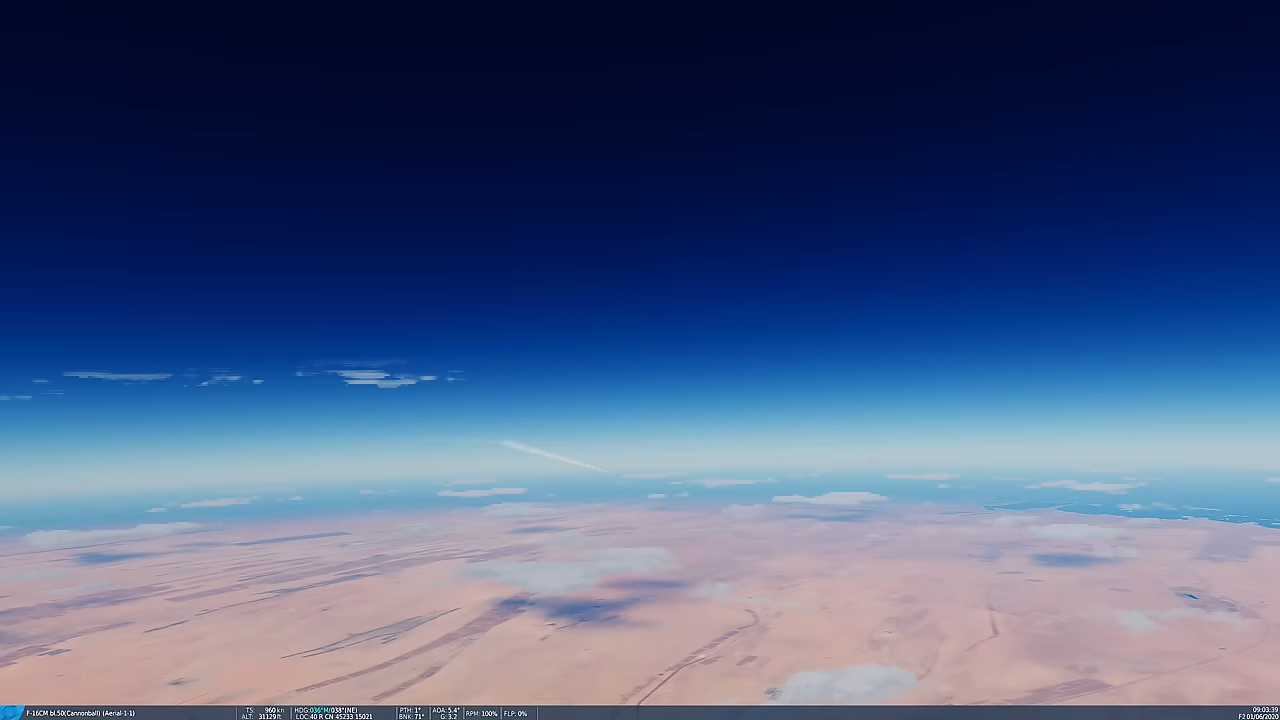 F-16CM bl.50(Cannonball) (Aerial-1-1)
TS: 960 kn
ALT: 31129 ft
HDG:036°M/038°(NE)
LOC:40 R CN 45233 15021
PTH: 1°
BNK: 71°
AOA: 5.4°
G: 3.2
RPM: 100%
FLP: 0%
09:03:39
F2 01/06/2020